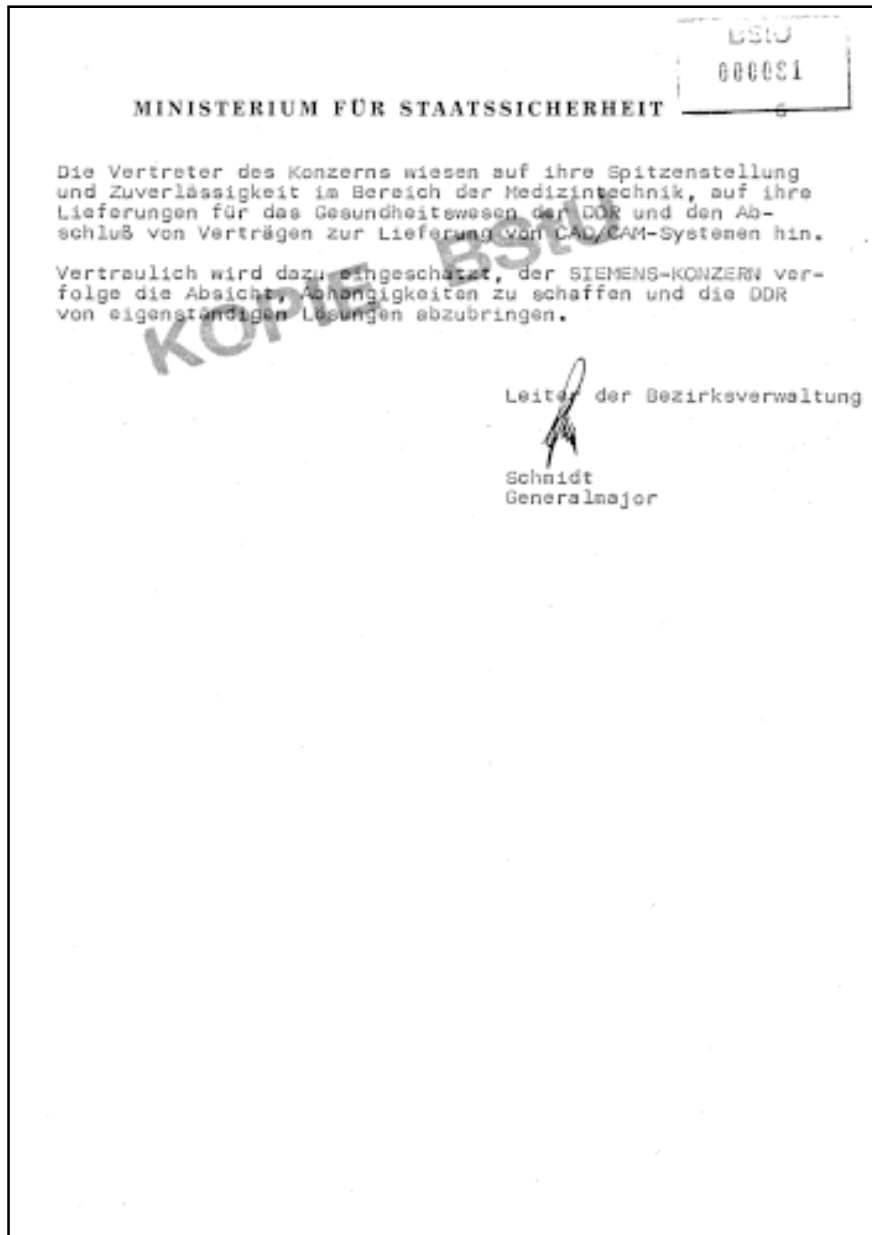 BStU
000081
MINISTERIUM FÜR STAATSSICHERHEIT
6
Die Vertreter des Konzerns wiesen auf ihre Spitzenstellung
und Zuverlässigkeit im Bereich der Medizintechnik, auf ihre
Lieferungen für das Gesundheitswesen der DDR und den Ab-
schluß von Verträgen zur Lieferung von CAD/CAM-Systemen hin.
Vertraulich wird dazu eingeschätzt, der SIEMENS-KONZERN ver-
folge die Absicht, Abhängigkeiten zu schaffen und die DDR
von eigenständigen Lösungen abzubringen.
KOPIE BStU
Leiter der Bezirksverwaltung
Schmidt
Generalmajor